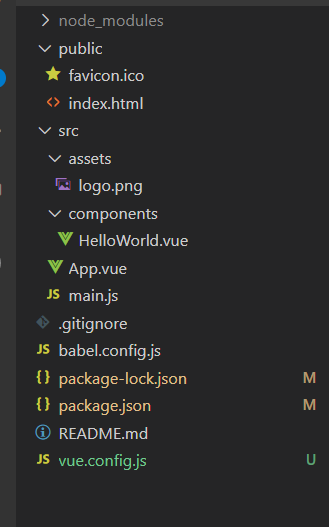 node_modules
public
favicon.ico
index.html
src
assets
logo.png
components
HelloWorld.vue
App.vue
JS main.js
.gitignore
JS babel.config.js
{ } package-lock.json M
{ } package.json M
README.md
JS vue.config.js U